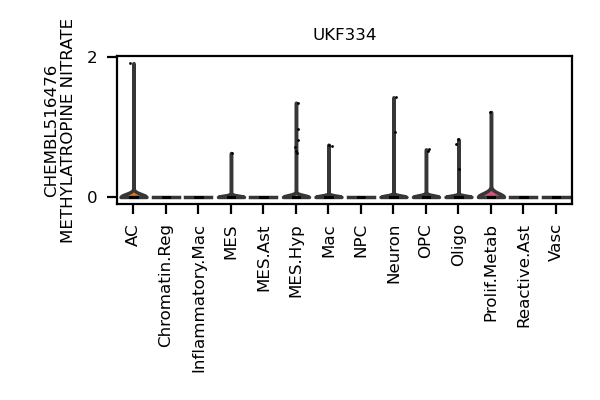 UKF334
CHEMBL516476
METHYLATROPINE NITRATE
2
0
AC
Chromatin.Reg
Inflammatory.Mac
MES
MES.Ast
MES.Hyp
Mac
NPC
Neuron
OPC
Oligo
Prolif.Metab
Reactive.Ast
Vasc